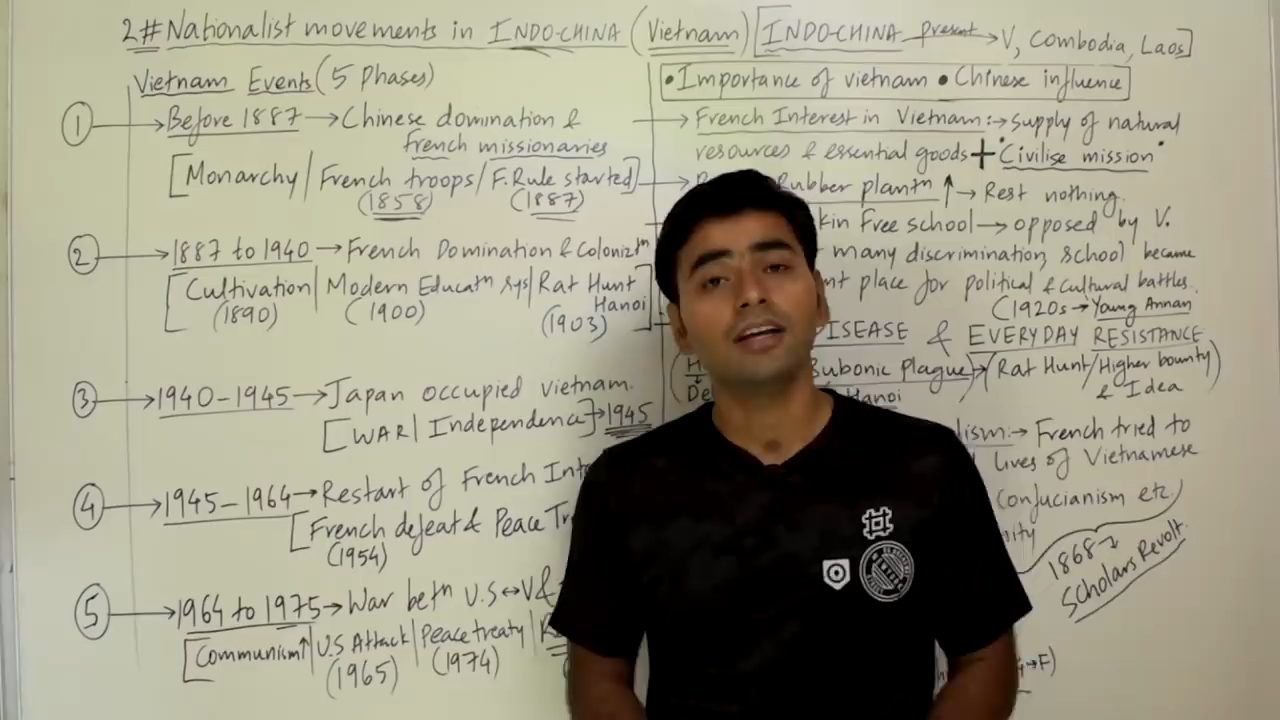 2# Nationalist movements in INDO-CHINA (Vietnam) [INDO-CHINA present → V, Combodia, Laos]
Vietnam Events (5 Phases)
① → Before 1887 → Chinese domination &
french missionaries
[Monarchy / French troops / F. Rule started]
(1858) (1887)
② → 1887 to 1940 → French Domination & Colonizatn
[Cultivation | Modern Educatn sys | Rat Hunt
Hanoi]
(1890) (1900) (1903)
③ → 1940-1945 → Japan occupied vietnam.
[WAR | Independence] → 1945
④ → 1945-1964 → Restart of French
[French defeat & Peace
(1954)
⑤ → 1964 to 1975 → War betn U.S ↔ V &
[Communism↑ | U.S Attack | Peace treaty |
(1965) (1974)
• Importance of vietnam • Chinese influence
→ French Interest in Vietnam: → Supply of natural
resources & essential goods + "Civilise mission"
Rubber plantn ↑ → Rest nothing.
Free school → opposed by V.
many discrimination, school became
place for political & cultural battles.
(1920s → Young Annan
& EVERYDAY RESISTANCE
Bubonic Plague) → (Rat Hunt / Higher bounty
& Idea)
Hanoi
→ French tried to
lives of Vietnamese
Confucianism etc.)
1868 →
Scholars Revolt.
→ F)